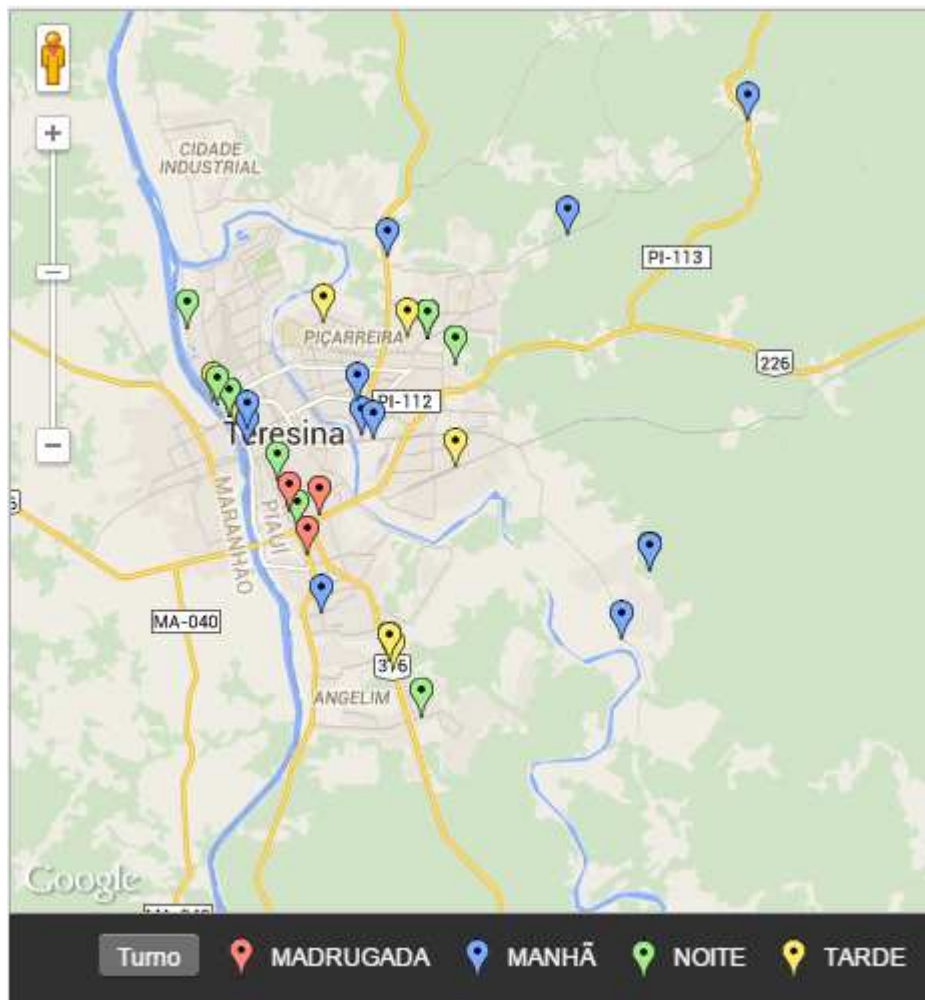 CIDADE
INDUSTRIAL
PI-113
PIÇARREIRA
226
PI-112
Teresina
MARANHAO
PIAUÍ
MA-040
316
ANGELIM
Google
Turno
MADRUGADA
MANHÃ
NOITE
TARDE